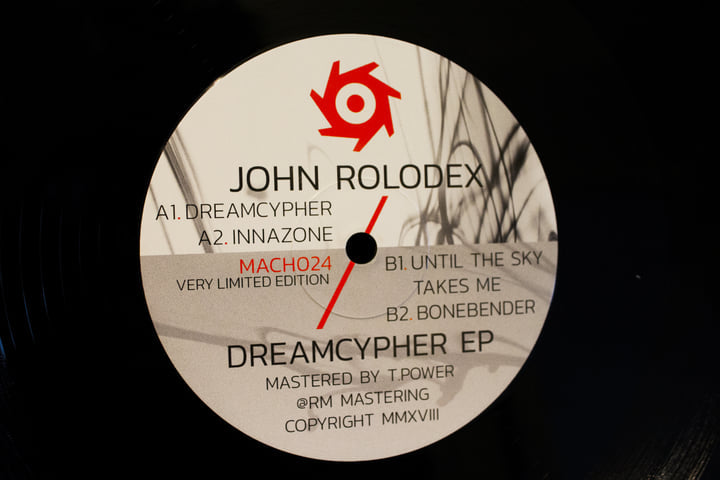 JOHN ROLODEX
A1. DREAMCYPHER
A2. INNAZONE
MACH024
VERY LIMITED EDITION
B1. UNTIL THE SKY
TAKES ME
B2. BONEBENDER
DREAMCYPHER EP
MASTERED BY T.POWER
@RM MASTERING
COPYRIGHT MMXVIII